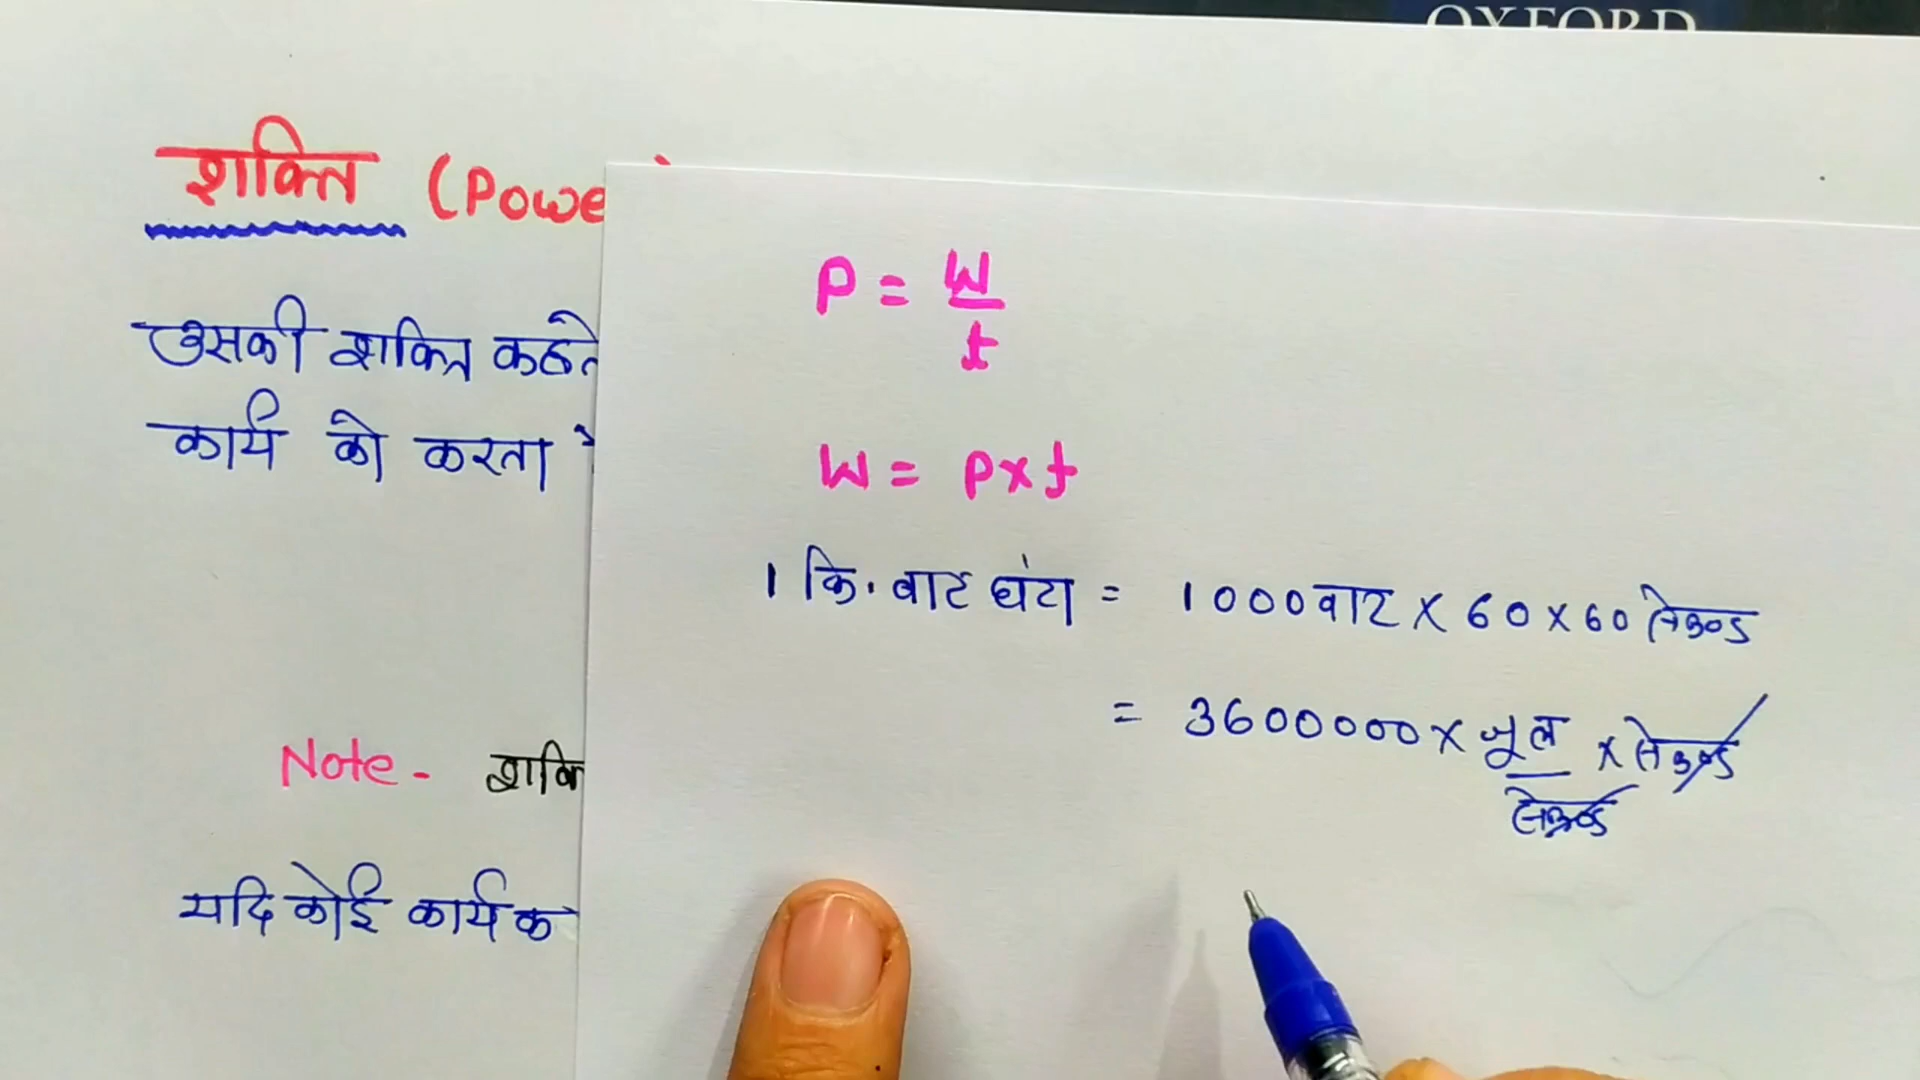 OXFORD
शक्ति (Powe
उसकी शक्ति कहते
कार्य को करता
Note- शक्ति
यदि कोई कार्य क
P = W/t
W = P×t
1 कि. वाट घंटा = 1000 वाट × 60 × 60 सेकण्ड
= 3600000 × जूल/सेकण्ड × सेकण्ड